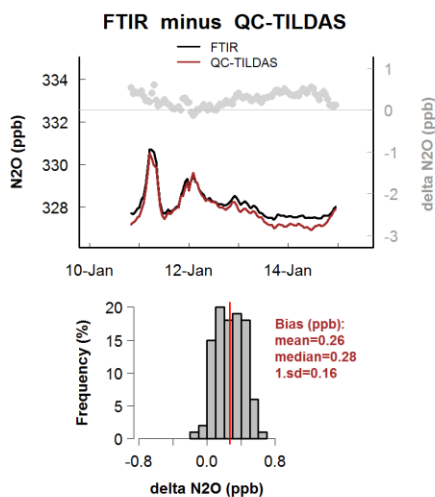 FTIR minus QC-TILDAS
FTIR
QC-TILDAS
N2O (ppb)
334
332
330
328
1
0
-1
-2
-3
delta N2O (ppb)
10-Jan
12-Jan
14-Jan
Frequency (%)
20
15
10
5
0
Bias (ppb):
mean=0.26
median=0.28
1.sd=0.16
-0.8
0.0
0.8
delta N2O (ppb)